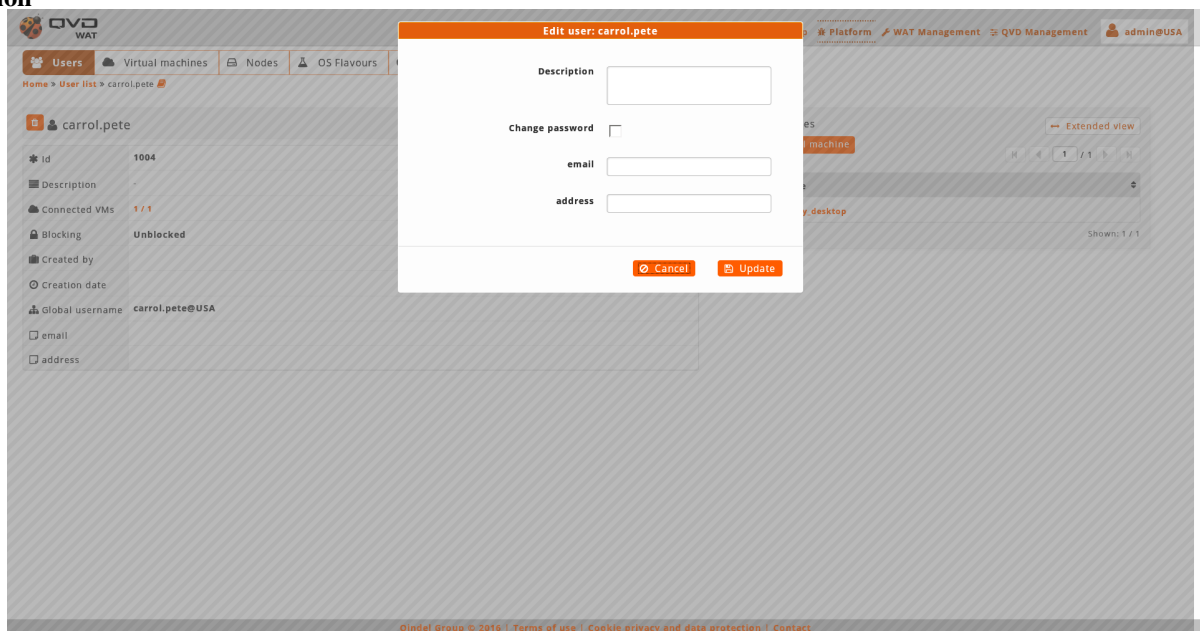 QVD
WAT
Edit user: carrol.pete
Platform WAT Management QVD Management admin@USA
Users Virtual machines Nodes OS Flavours
Home » User list » carrol.pete
Description
Change password
email
address
Cancel Update
carrol.pete
Id 1004
Description -
Connected VMs 1 / 1
Blocking Unblocked
Created by
Creation date
Global username carrol.pete@USA
email
address
es
Extended view
l machine
1 / 1
y_desktop
Shown: 1 / 1
Qindel Group © 2016 | Terms of use | Cookie privacy and data protection | Contact